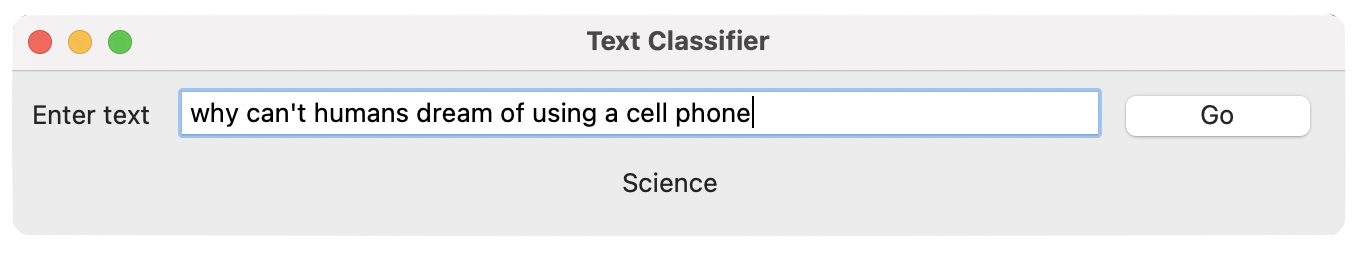 Text Classifier
Enter text why can't humans dream of using a cell phone Go
Science